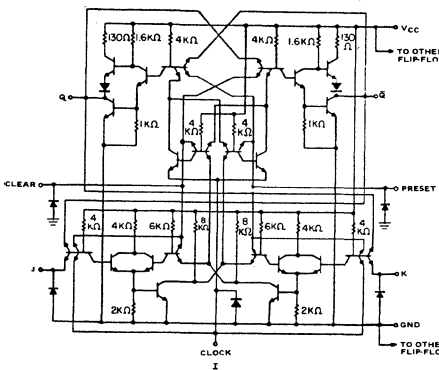 VCC
130Ω 1.6KΩ 4KΩ 4KΩ 1.6KΩ 130 Ω
TO OTHER FLIP-FLO
Q Q̄
1KΩ 4 KΩ 4 KΩ 1KΩ
CLEAR PRESET
4 KΩ 4KΩ 6KΩ 8 KΩ 8 KΩ 6KΩ 4KΩ 4 KΩ
J K
2KΩ 2KΩ
GND
TO OTHER FLIP-FLO
CLOCK
I